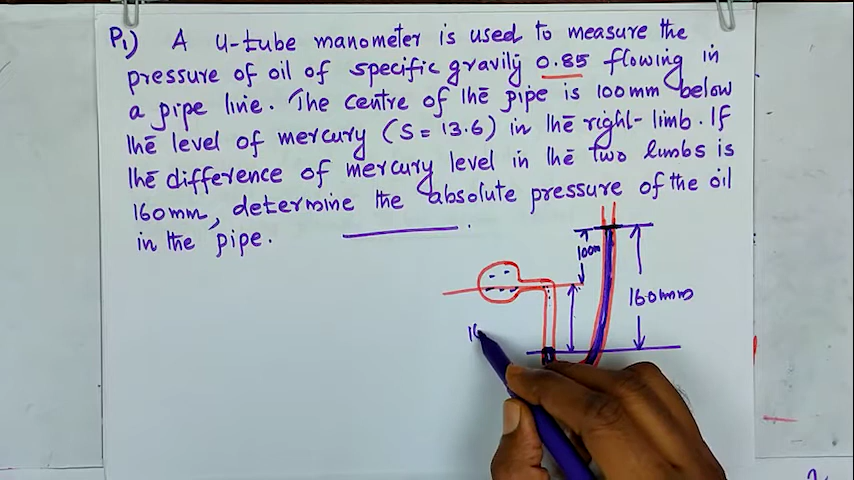 P₁) A U-tube manometer is used to measure the
pressure of oil of specific gravity 0.85 flowing in
a pipe line. The centre of the pipe is 100mm below
the level of mercury (S = 13.6) in the right-limb. If
the difference of mercury level in the two limbs is
160mm, determine the absolute pressure of the oil
in the pipe.
100m
160mm
16